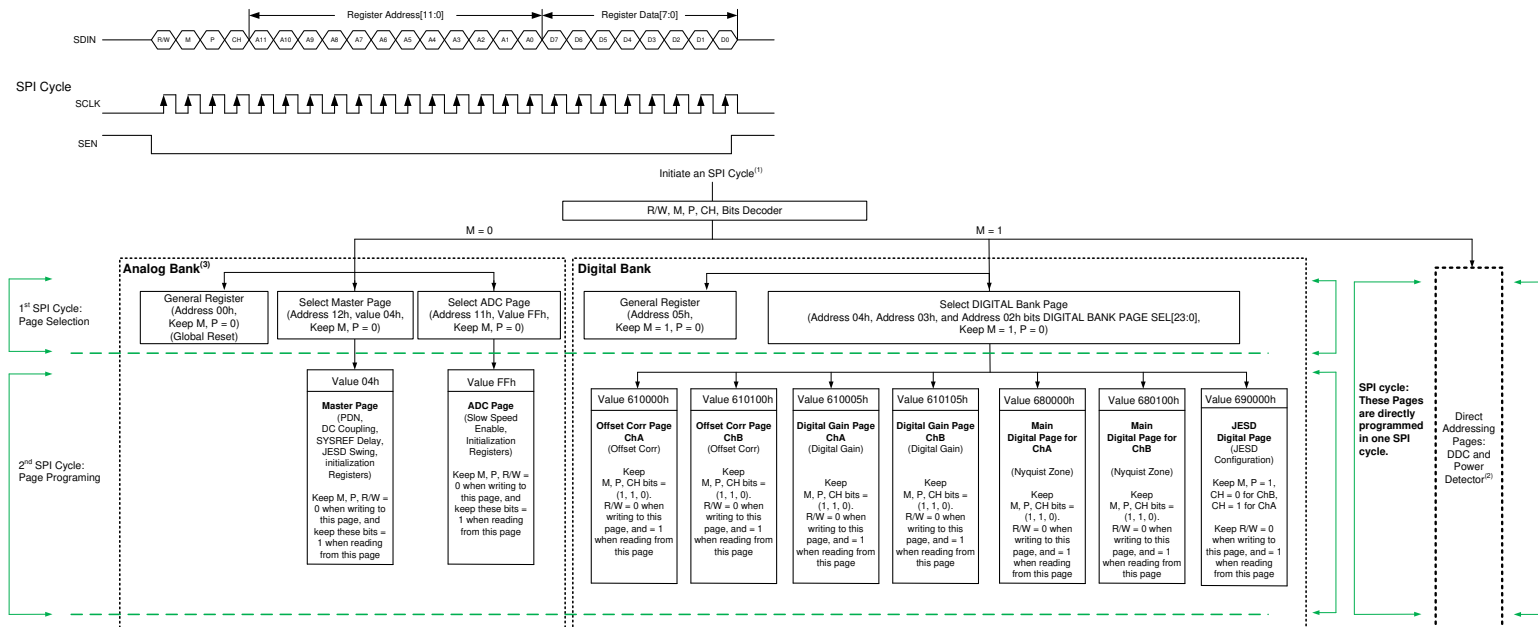 Register Address[11:0]
Register Data[7:0]
SDIN
R/W M P CH A11 A10 A9 A8 A7 A6 A5 A4 A3 A2 A1 A0 D7 D6 D5 D4 D3 D2 D1 D0
SPI Cycle
SCLK
SEN
Initiate an SPI Cycle(1)
R/W, M, P, CH, Bits Decoder
M = 0
M = 1
Analog Bank(3)
Digital Bank
1st SPI Cycle:
Page Selection
General Register
(Address 00h,
Keep M, P = 0)
(Global Reset)
Select Master Page
(Address 12h, value 04h,
Keep M, P = 0)
Select ADC Page
(Address 11h, Value FFh,
Keep M, P = 0)
General Register
(Address 05h,
Keep M = 1, P = 0)
Select DIGITAL Bank Page
(Address 04h, Address 03h, and Address 02h bits DIGITAL BANK PAGE SEL[23:0],
Keep M = 1, P = 0)
2nd SPI Cycle:
Page Programing
Value 04h
Master Page
(PDN,
DC Coupling,
SYSREF Delay,
JESD Swing,
initialization
Registers)
Keep M, P, R/W =
0 when writing to
this page, and
keep these bits =
1 when reading
from this page
Value FFh
ADC Page
(Slow Speed
Enable,
Initialization
Registers)
Keep M, P, R/W =
0 when writing to
this page, and
keep these bits =
1 when reading
from this page
Value 610000h
Offset Corr Page
ChA
(Offset Corr)
Keep
M, P, CH bits =
(1, 1, 0).
R/W = 0 when
writing to this
page, and = 1
when reading from
this page
Value 610100h
Offset Corr Page
ChB
(Offset Corr)
Keep
M, P, CH bits =
(1, 1, 0).
R/W = 0 when
writing to this
page, and = 1
when reading from
this page
Value 610005h
Digital Gain Page
ChA
(Digital Gain)
Keep
M, P, CH bits =
(1, 1, 0).
R/W = 0 when
writing to this
page, and = 1
when reading from
this page
Value 610105h
Digital Gain Page
ChB
(Digital Gain)
Keep
M, P, CH bits =
(1, 1, 0).
R/W = 0 when
writing to this
page, and = 1
when reading from
this page
Value 680000h
Main
Digital Page for
ChA
(Nyquist Zone)
Keep
M, P, CH bits =
(1, 1, 0).
R/W = 0 when
writing to this
page, and = 1
when reading
from this page
Value 680100h
Main
Digital Page for
ChB
(Nyquist Zone)
Keep
M, P, CH bits =
(1, 1, 0).
R/W = 0 when
writing to this
page, and = 1
when reading
from this page
Value 690000h
JESD
Digital Page
(JESD
Configuration)
Keep M, P = 1,
CH = 0 for ChB,
CH = 1 for ChA
Keep R/W = 0
when writing to
this page, and = 1
when reading
from this page
SPI cycle:
These Pages
are directly
programmed
in one SPI
cycle.
Direct
Addressing
Pages:
DDC and
Power
Detector(2)